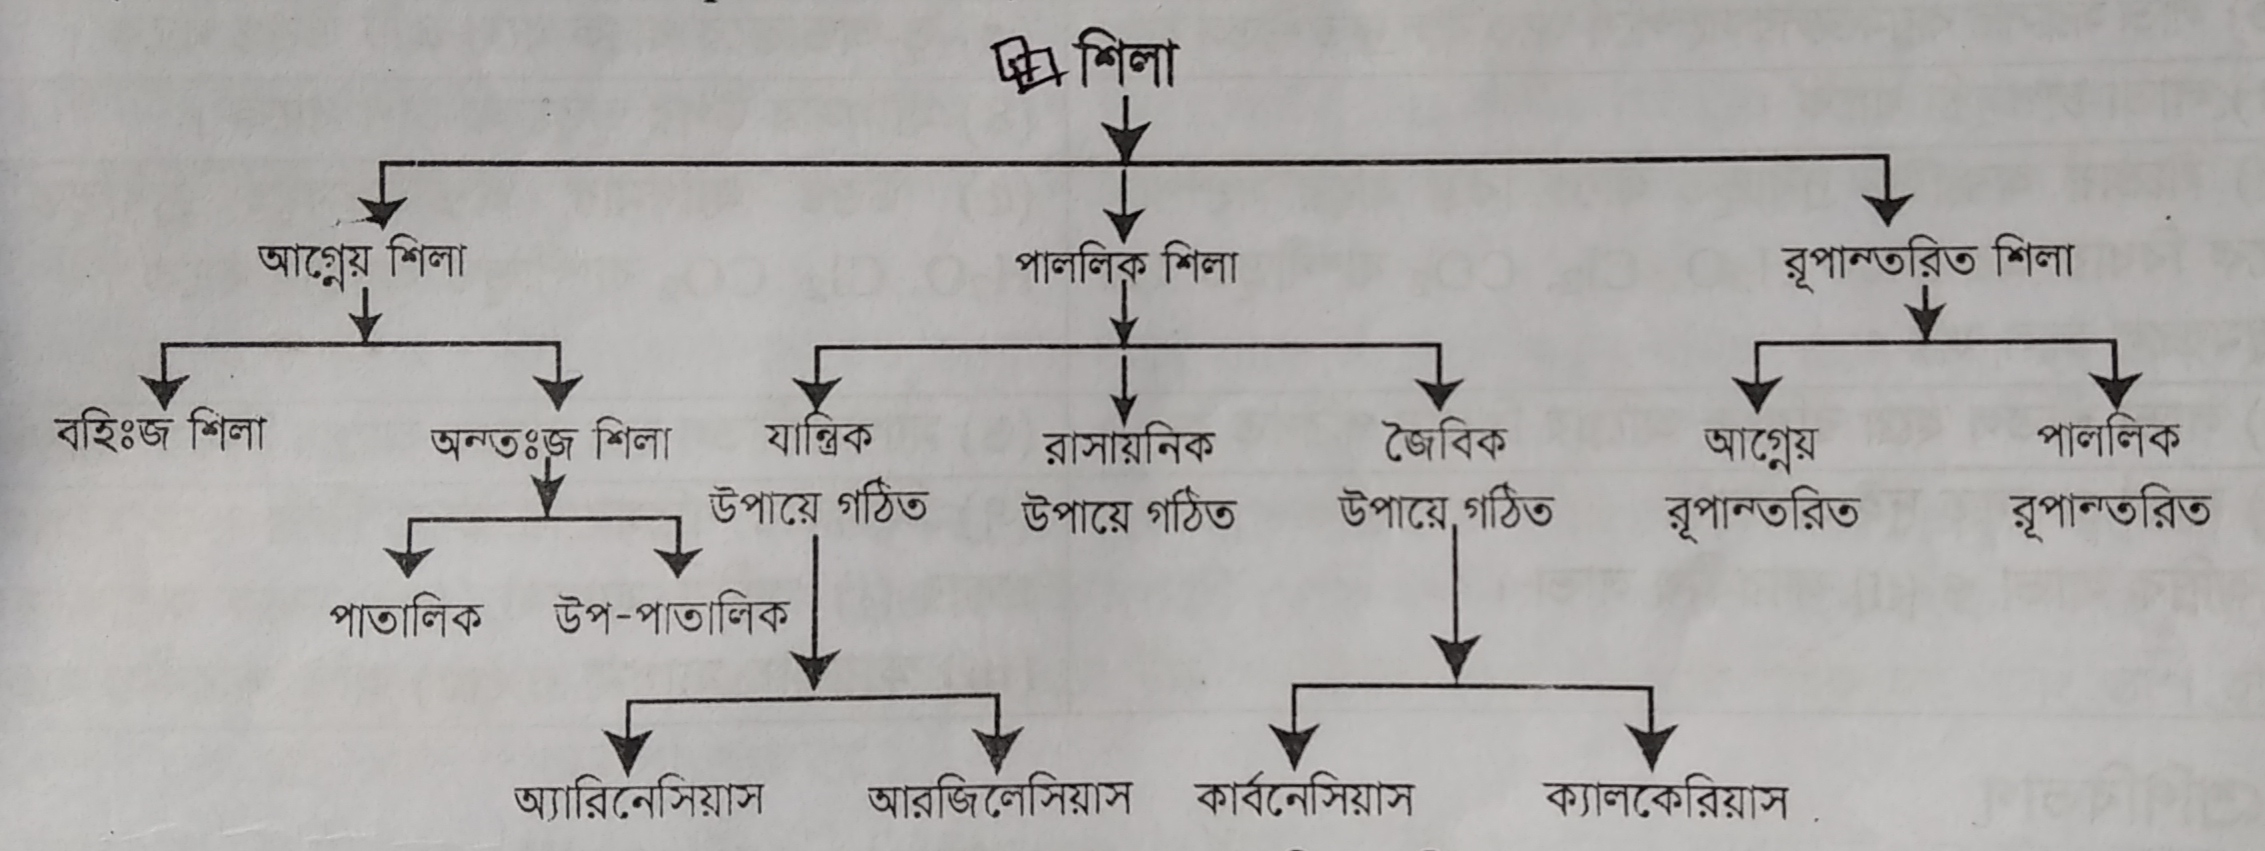 শিলা
আগ্নেয় শিলা পাললিক শিলা রূপান্তরিত শিলা
বহিঃজ শিলা অন্তঃজ শিলা যান্ত্রিক রাসায়নিক জৈবিক আগ্নেয় পাললিক
উপায়ে গঠিত উপায়ে গঠিত উপায়ে গঠিত রূপান্তরিত রূপান্তরিত
পাতালিক উপ-পাতালিক
অ্যারিনেসিয়াস আরজিলেসিয়াস কার্বনেসিয়াস ক্যালকেরিয়াস